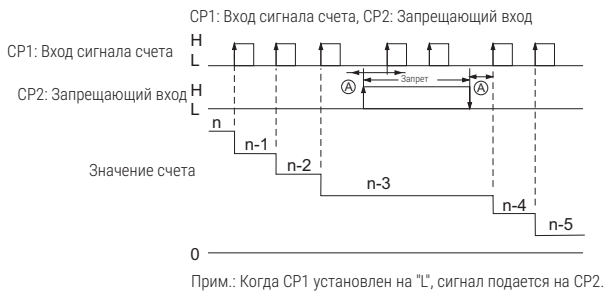 CP1: Вход сигнала счета, CP2: Запрещающий вход
CP1: Вход сигнала счета
H
L
Запрет
A
A
CP2: Запрещающий вход
H
L
n
n-1
n-2
n-3
n-4
n-5
Значение счета
0
Прим.: Когда CP1 установлен на "L", сигнал подается на CP2.